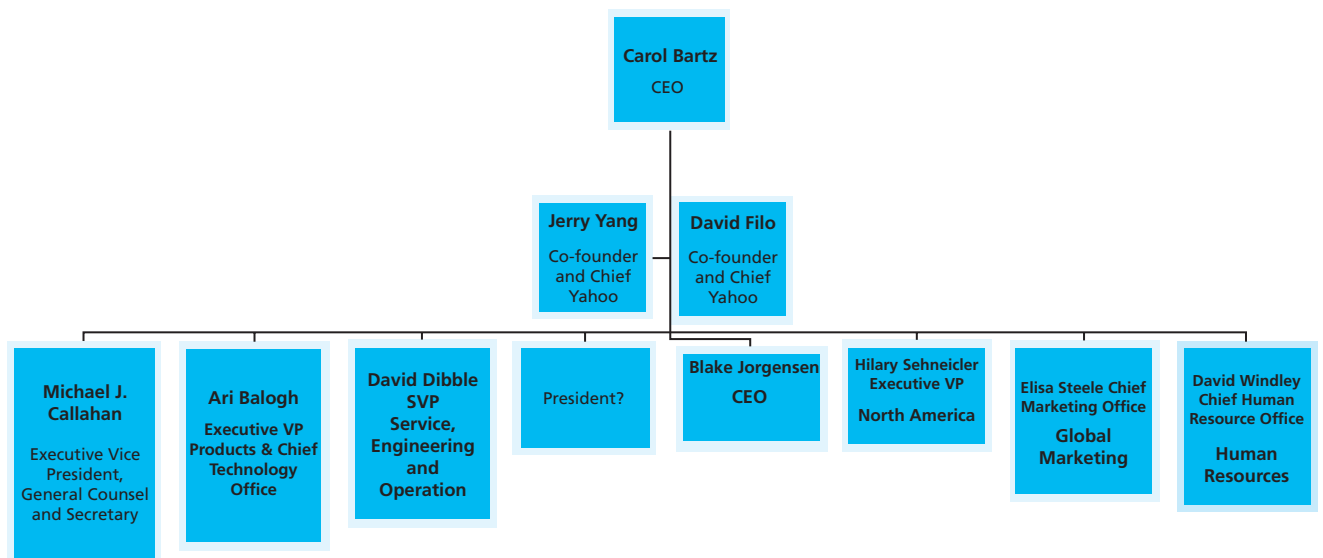 Carol Bartz
CEO
Jerry Yang
Co-founder
and Chief
Yahoo
David Filo
Co-founder
and Chief
Yahoo
Michael J.
Callahan
Executive Vice
President,
General Counsel
and Secretary
Ari Balogh
Executive VP
Products & Chief
Technology
Office
David Dibble
SVP
Service,
Engineering
and
Operation
President?
Blake Jorgensen
CEO
Hilary Sehneicler
Executive VP
North America
Elisa Steele Chief
Marketing Office
Global
Marketing
David Windley
Chief Human
Resource Office
Human
Resources